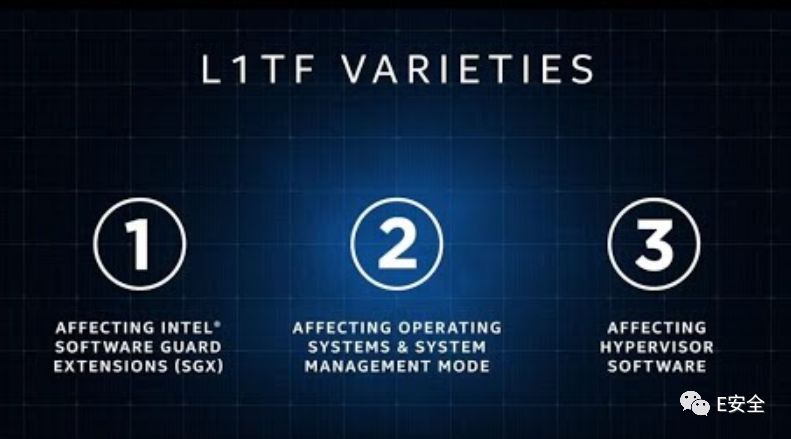 L1TF VARIETIES
1
AFFECTING INTEL®
SOFTWARE GUARD
EXTENSIONS (SGX)
2
AFFECTING OPERATING
SYSTEMS & SYSTEM
MANAGEMENT MODE
3
AFFECTING
HYPERVISOR
SOFTWARE
E安全